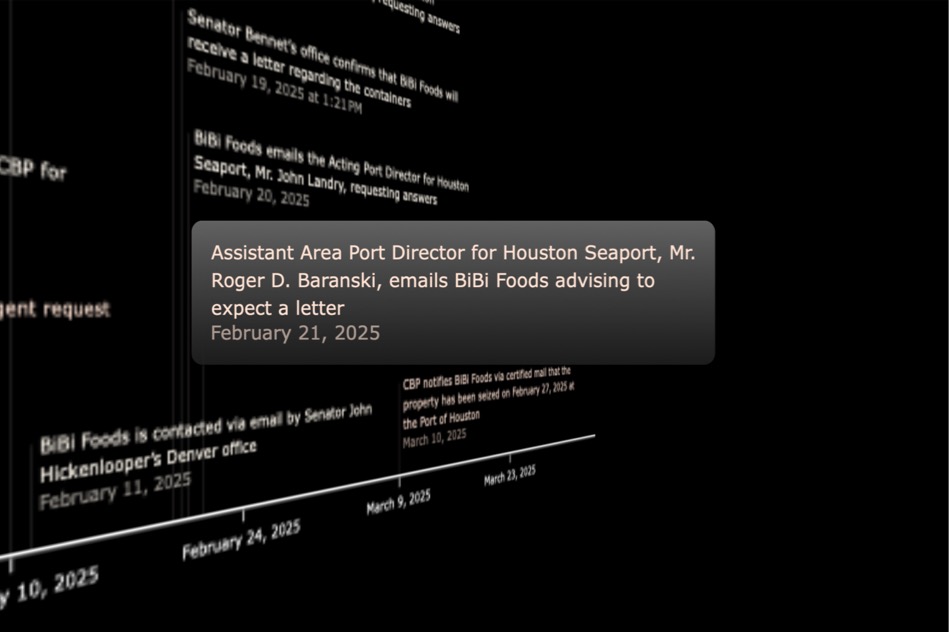 requesting answers
Senator Bennet's office confirms that BiBi Foods will
receive a letter regarding the containers
February 19, 2025 at 1:21PM
BiBi Foods emails the Acting Port Director for Houston
Seaport, Mr. John Landry, requesting answers
February 20, 2025
CBP for
Assistant Area Port Director for Houston Seaport, Mr.
Roger D. Baranski, emails BiBi Foods advising to
expect a letter
February 21, 2025
gent request
CBP notifies BiBi Foods via certified mail that the
property has been seized on February 27, 2025 at
the Port of Houston
March 10, 2025
BiBi Foods is contacted via email by Senator John
Hickenlooper's Denver office
February 11, 2025
y 10, 2025
February 24, 2025
March 9, 2025
March 23, 2025